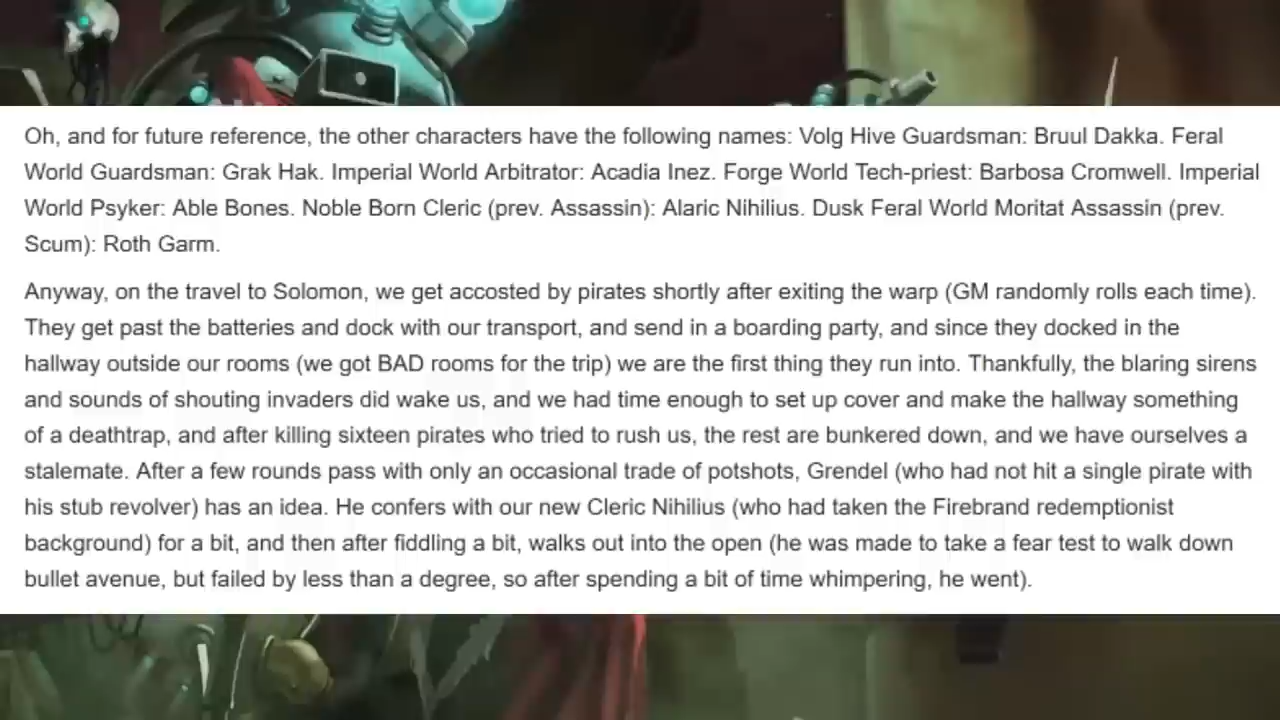 Oh, and for future reference, the other characters have the following names: Volg Hive Guardsman: Bruul Dakka. Feral
World Guardsman: Grak Hak. Imperial World Arbitrator: Acadia Inez. Forge World Tech-priest: Barbosa Cromwell. Imperial
World Psyker: Able Bones. Noble Born Cleric (prev. Assassin): Alaric Nihilius. Dusk Feral World Moritat Assassin (prev.
Scum): Roth Garm.
Anyway, on the travel to Solomon, we get accosted by pirates shortly after exiting the warp (GM randomly rolls each time).
They get past the batteries and dock with our transport, and send in a boarding party, and since they docked in the
hallway outside our rooms (we got BAD rooms for the trip) we are the first thing they run into. Thankfully, the blaring sirens
and sounds of shouting invaders did wake us, and we had time enough to set up cover and make the hallway something
of a deathtrap, and after killing sixteen pirates who tried to rush us, the rest are bunkered down, and we have ourselves a
stalemate. After a few rounds pass with only an occasional trade of potshots, Grendel (who had not hit a single pirate with
his stub revolver) has an idea. He confers with our new Cleric Nihilius (who had taken the Firebrand redemptionist
background) for a bit, and then after fiddling a bit, walks out into the open (he was made to take a fear test to walk down
bullet avenue, but failed by less than a degree, so after spending a bit of time whimpering, he went).